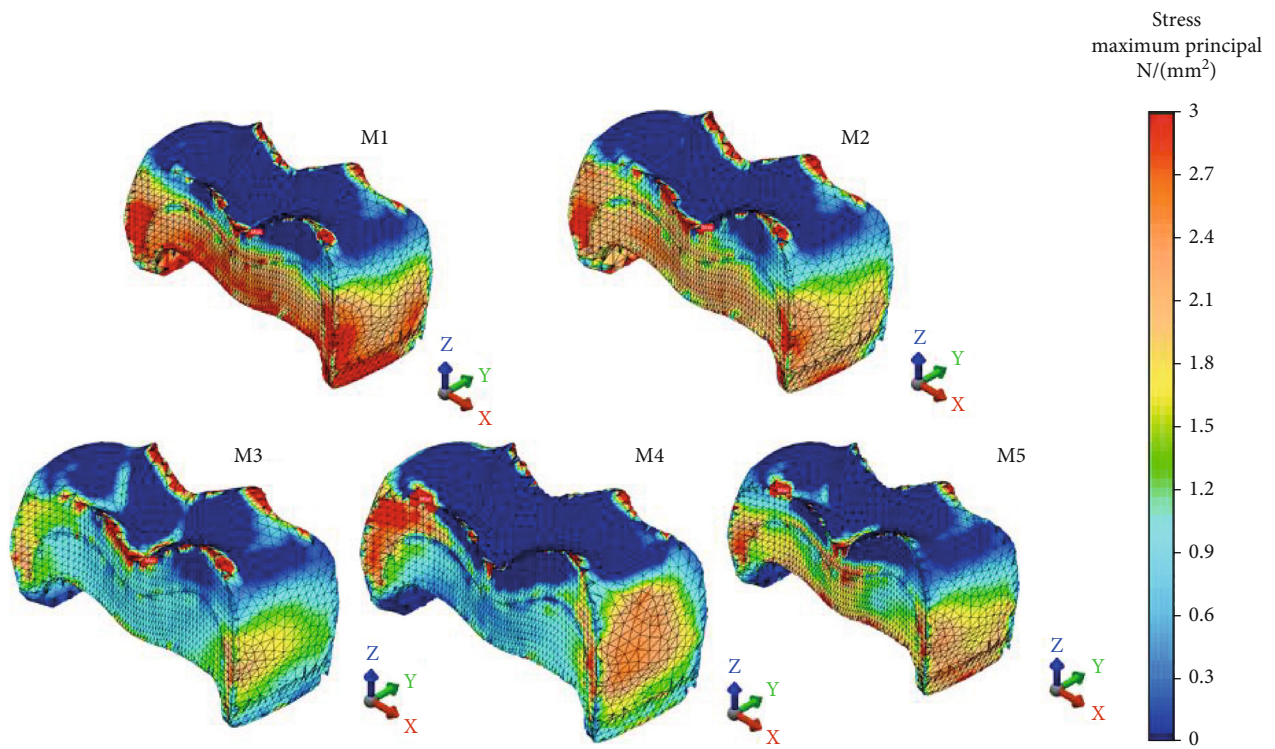 Stress
maximum principal
N/(mm²)
3
2.7
2.4
2.1
1.8
1.5
1.2
0.9
0.6
0.3
0
M1
Z
Y
X
M2
Z
Y
X
M3
Z
Y
X
M4
Z
Y
X
M5
Z
Y
X